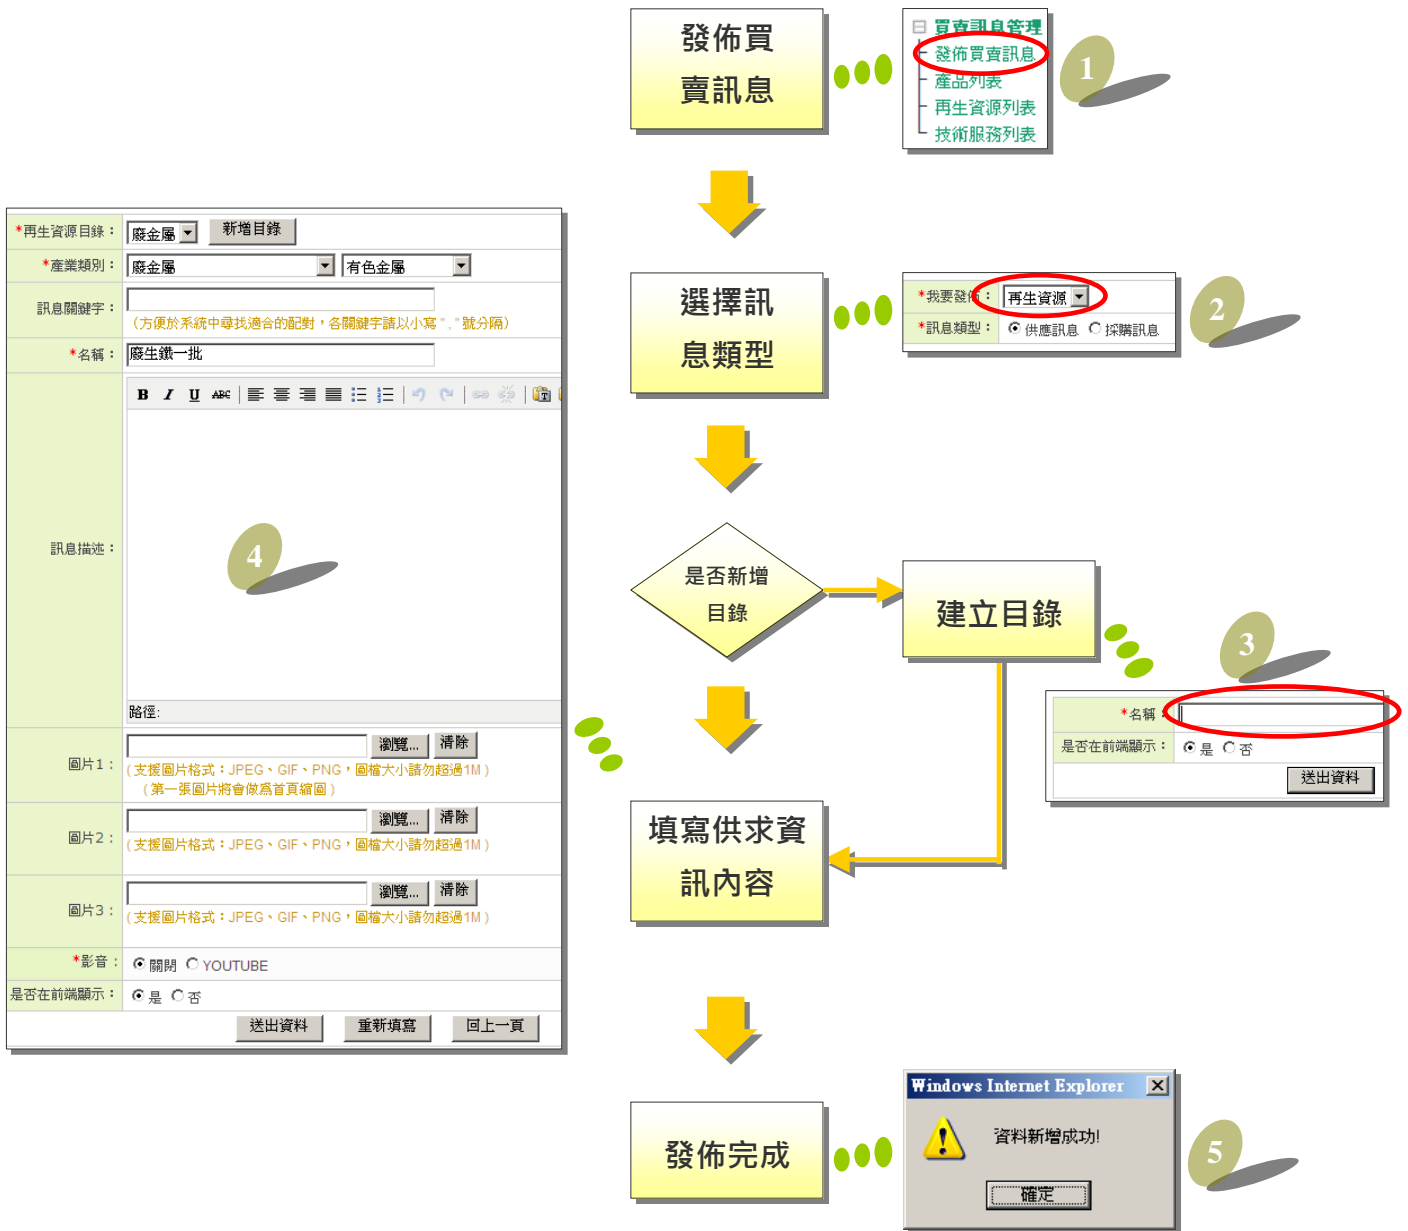 發佈買
賣訊息
買賣訊息管理
發佈買賣訊息
產品列表
再生資源列表
技術服務列表
1
選擇訊
息類型
*我要發佈：
再生資源
*訊息類型：
供應訊息
採購訊息
2
是否新增
目錄
建立目錄
3
*名稱：
是否在前端顯示：
是
否
送出資料
填寫供求資
訊內容
*再生資源目錄：
廢金屬
新增目錄
*產業類別：
廢金屬
有色金屬
訊息關鍵字：
(方便於系統中尋找適合的配對，各關鍵字請以小寫","號分隔)
*名稱：
廢生鐵一批
B I U ABC
訊息描述：
4
路徑:
圖片1：
瀏覽...
清除
(支援圖片格式：JPEG、GIF、PNG，圖檔大小請勿超過1M)
(第一張圖片將會做為首頁縮圖)
圖片2：
瀏覽...
清除
(支援圖片格式：JPEG、GIF、PNG，圖檔大小請勿超過1M)
圖片3：
瀏覽...
清除
(支援圖片格式：JPEG、GIF、PNG，圖檔大小請勿超過1M)
*影音：
關閉
YOUTUBE
是否在前端顯示：
是
否
送出資料
重新填寫
回上一頁
發佈完成
Windows Internet Explorer
資料新增成功!
確定
5